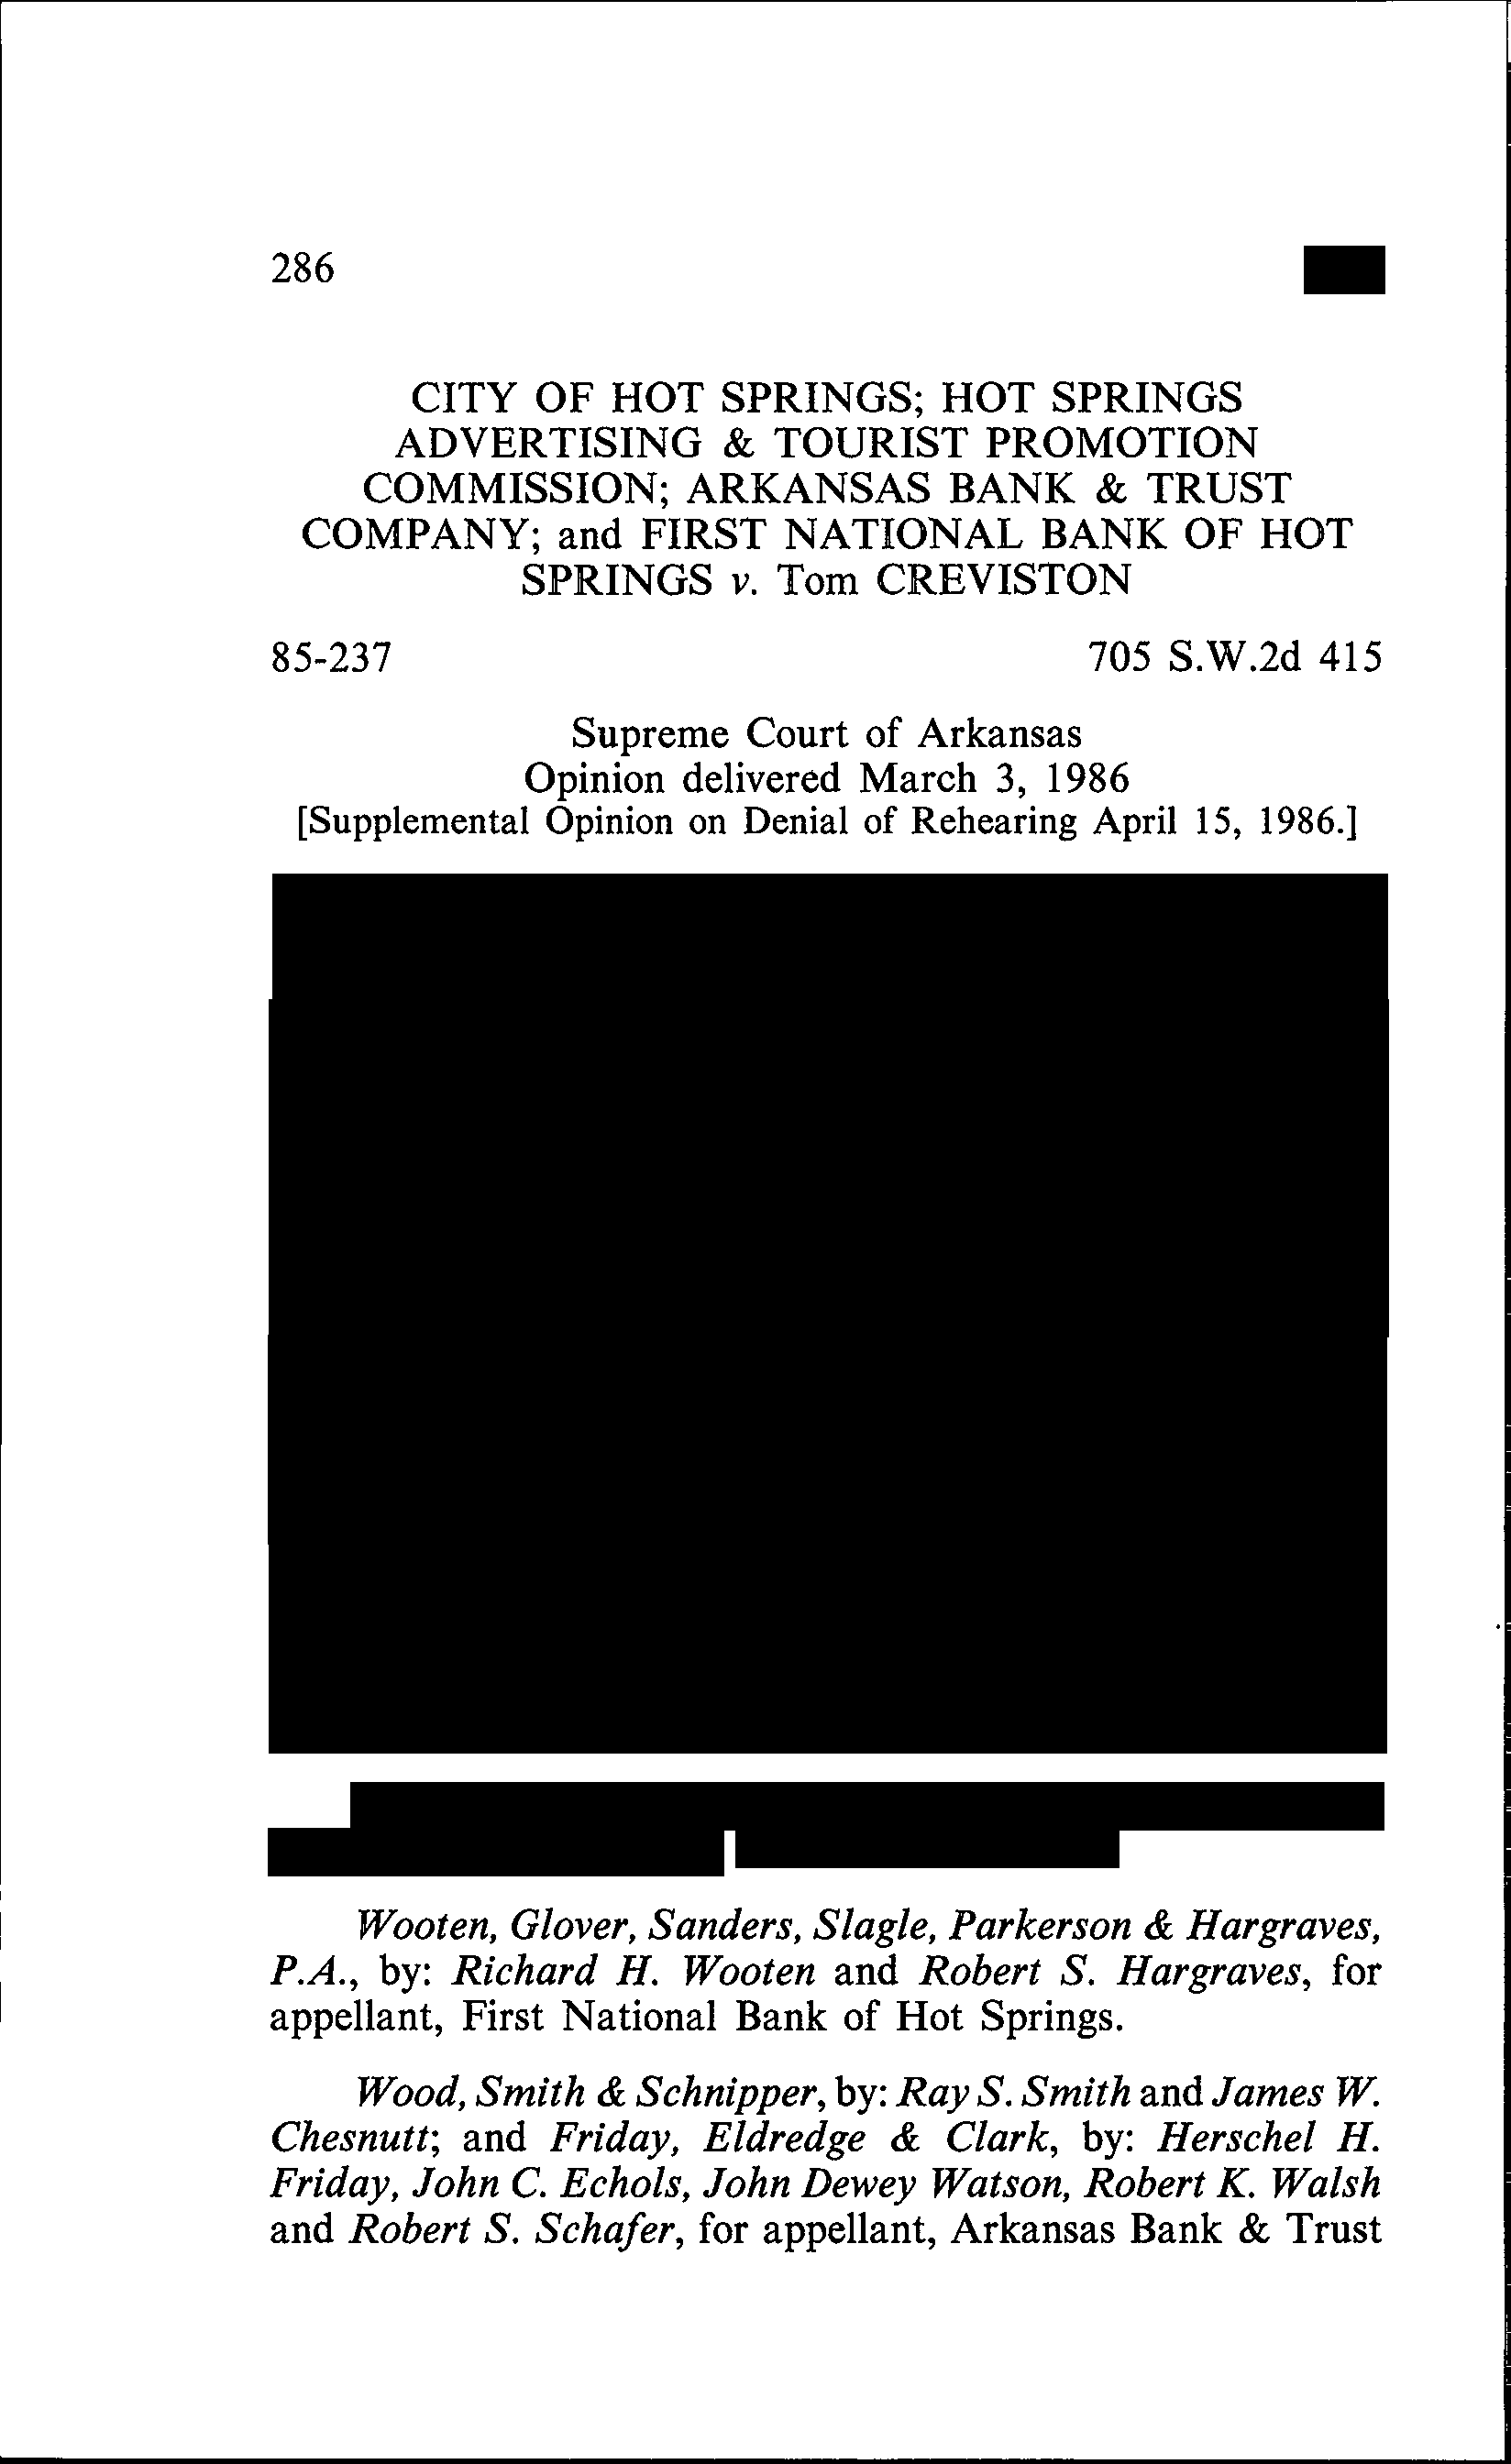 286
CITY OF HOT SPRINGS; HOT SPRINGS
ADVERTISING & TOURIST PROMOTION
COMMISSION; ARKANSAS BANK & TRUST
COMPANY; and FIRST NATIONAL BANK OF HOT
SPRINGS v. Tom CREVISTON
85-237 705 S.W.2d 415
Supreme Court of Arkansas
Opinion delivered March 3, 1986
[Supplemental Opinion on Denial of Rehearing April 15, 1986.]
Wooten, Glover, Sanders, Slagle, Parkerson & Hargraves,
P.A., by: Richard H. Wooten and Robert S. Hargraves, for
appellant, First National Bank of Hot Springs.
Wood, Smith & Schnipper, by: Ray S. Smith and James W.
Chesnutt; and Friday, Eldredge & Clark, by: Herschel H.
Friday, John C. Echols, John Dewey Watson, Robert K. Walsh
and Robert S. Schafer, for appellant, Arkansas Bank & Trust